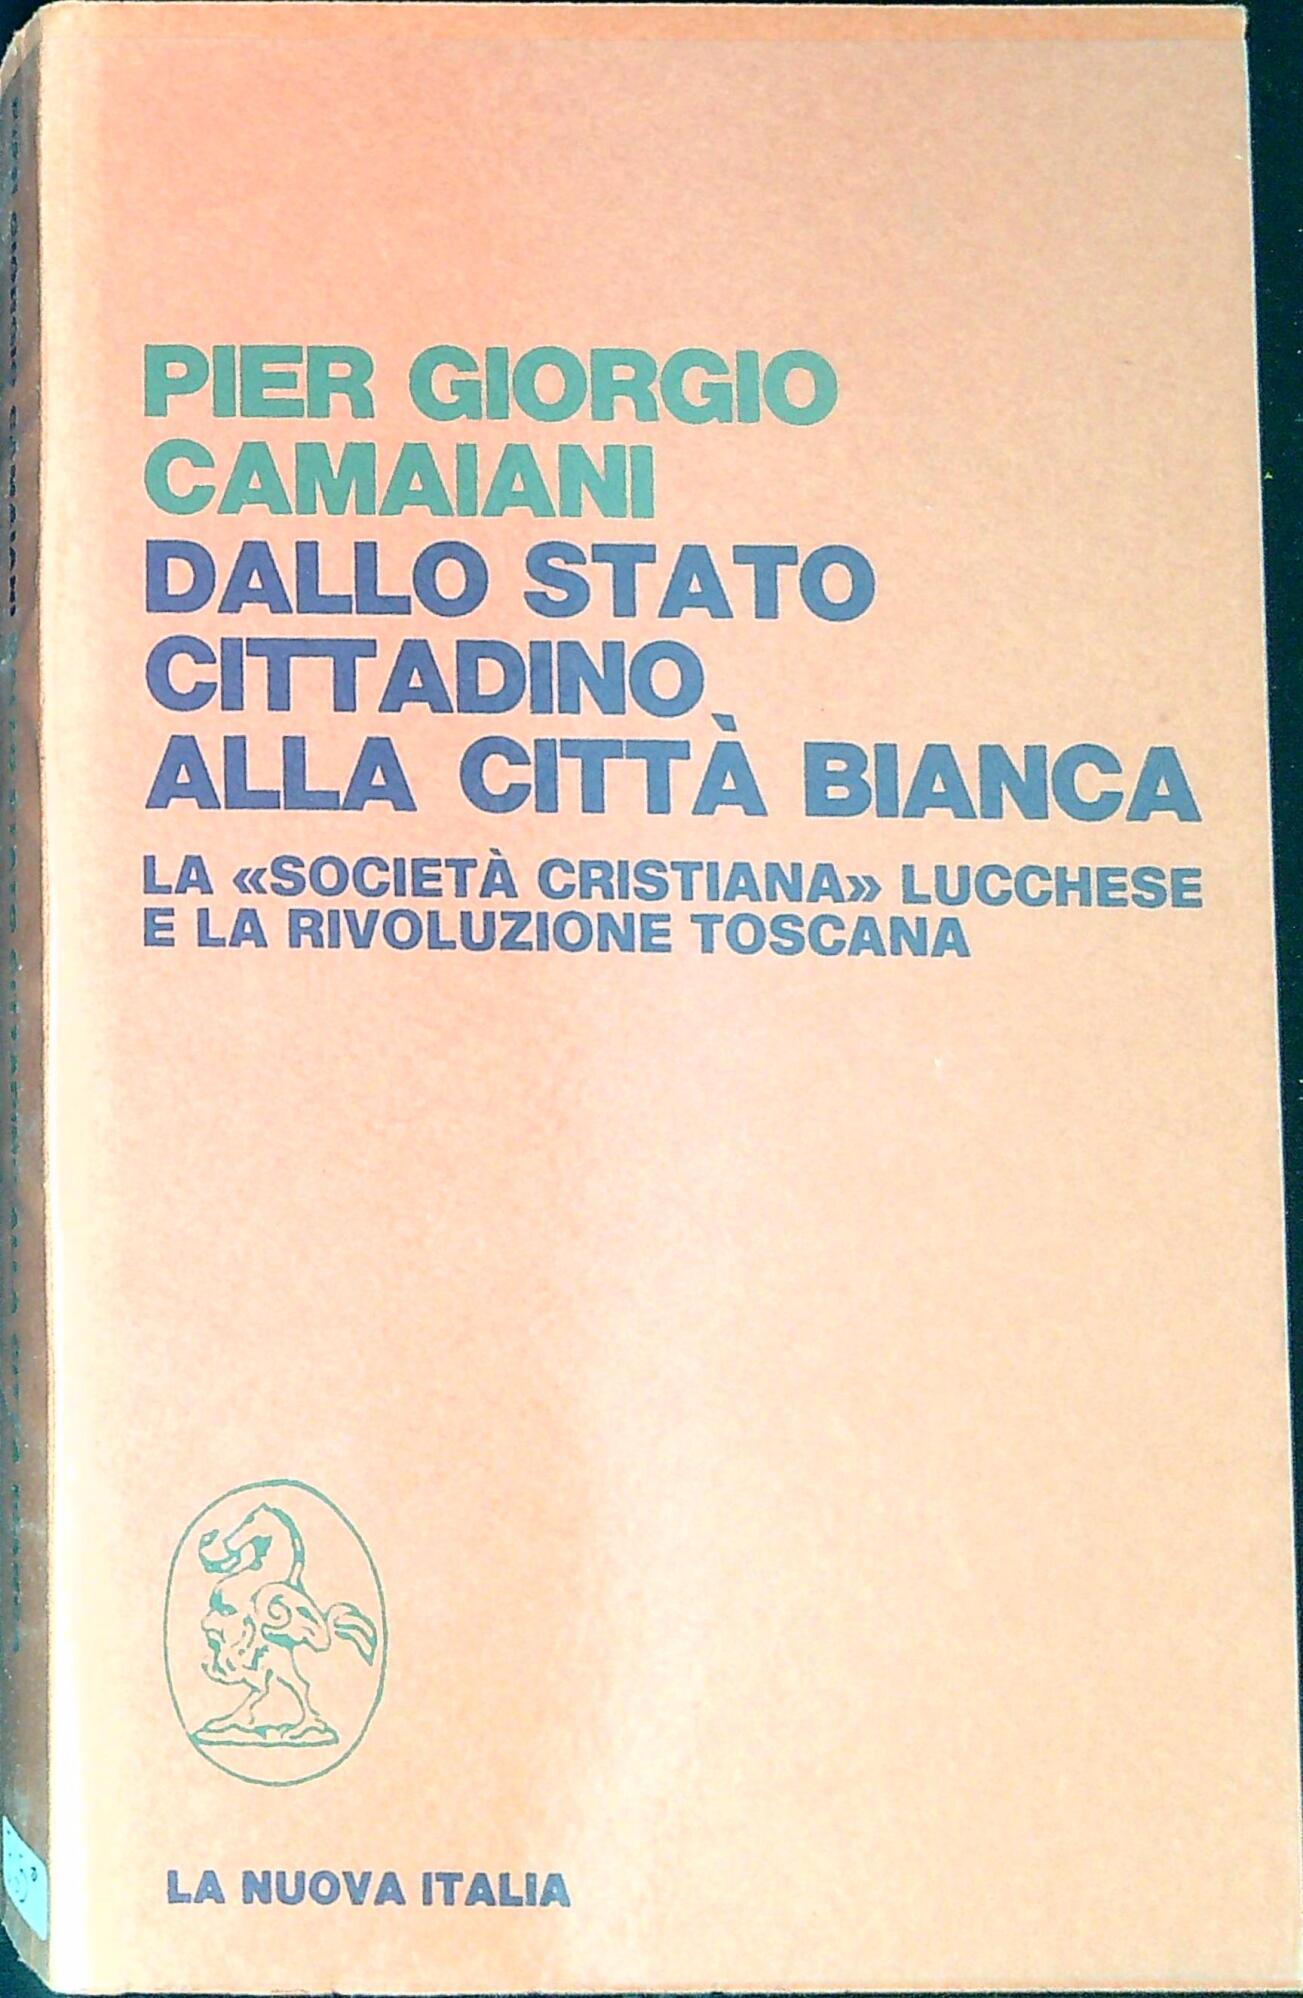 PIER GIORGIO
CAMAIANI
DALLO STATO
CITTADINO
ALLA CITTÀ BIANCA
LA «SOCIETÀ CRISTIANA» LUCCHESE
E LA RIVOLUZIONE TOSCANA
LA NUOVA ITALIA